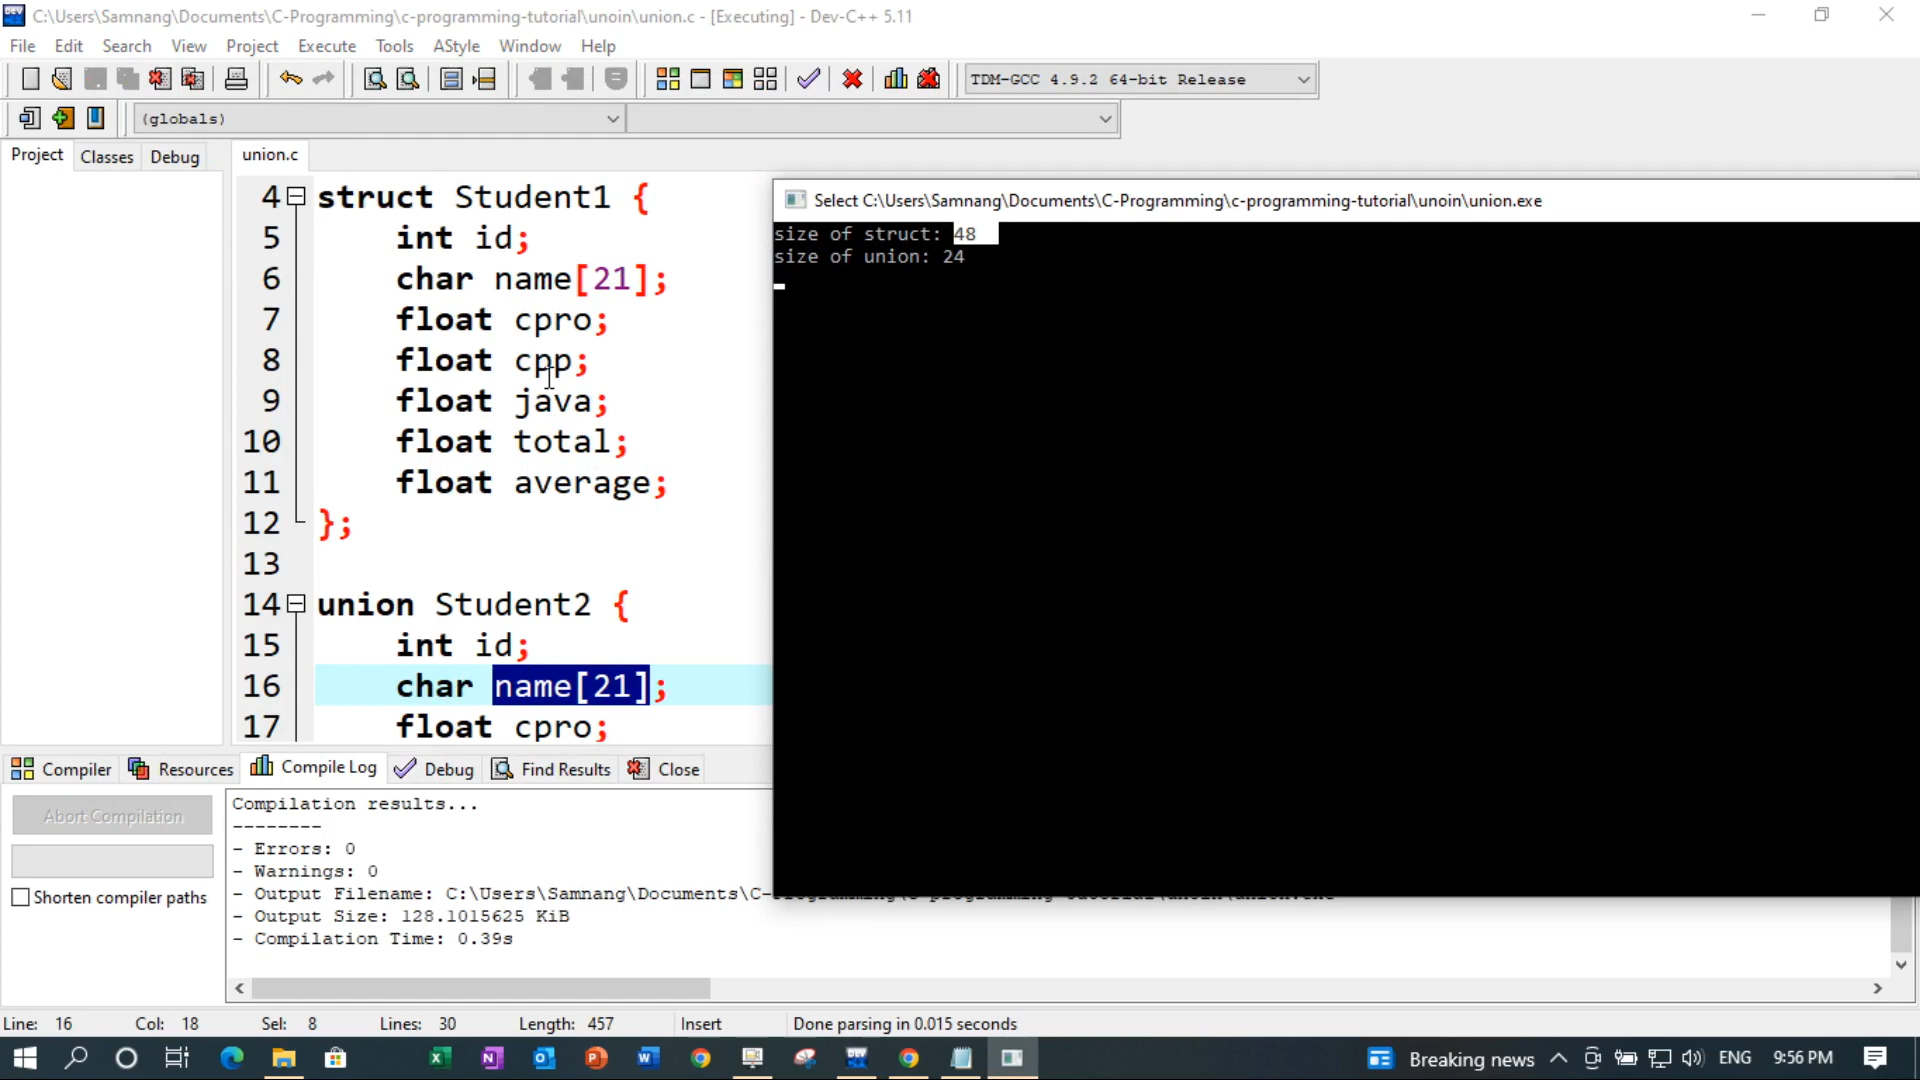 C:\Users\Samnang\Documents\C-Programming\c-programming-tutorial\unoin\union.c - [Executing] - Dev-C++ 5.11
File Edit Search View Project Execute Tools AStyle Window Help
TDM-GCC 4.9.2 64-bit Release
(globals)
Project Classes Debug union.c
4 struct Student1 {
5 int id;
6 char name[21];
7 float cpro;
8 float cpp;
9 float java;
10 float total;
11 float average;
12 };
13
14 union Student2 {
15 int id;
16 char name[21];
17 float cpro;
Select C:\Users\Samnang\Documents\C-Programming\c-programming-tutorial\unoin\union.exe
size of struct: 48
size of union: 24
Compiler Resources Compile Log Debug Find Results Close
Abort Compilation
Shorten compiler paths
Compilation results...
--------
- Errors: 0
- Warnings: 0
- Output Filename: C:\Users\Samnang\Documents\C-Programming\c-programming-tutorial\unoin\union.exe
- Output Size: 128.1015625 KiB
- Compilation Time: 0.39s
Line: 16 Col: 18 Sel: 8 Lines: 30 Length: 457 Insert Done parsing in 0.015 seconds
Breaking news ENG 9:56 PM